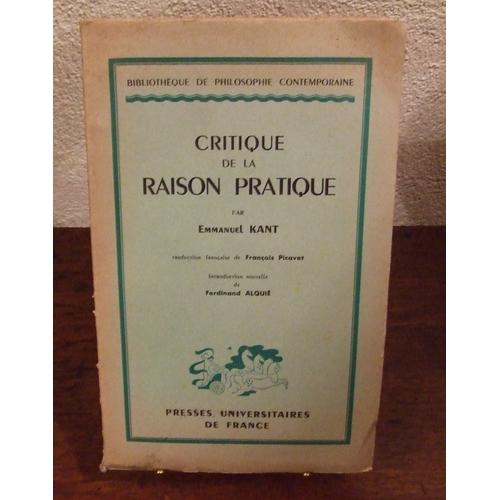 BIBLIOTHÈQUE DE PHILOSOPHIE CONTEMPORAINE
CRITIQUE
DE LA
RAISON PRATIQUE
PAR
EMMANUEL KANT
traduction française de François Picavet
Introduction nouvelle
de
Ferdinand ALQUIÉ
PRESSES UNIVERSITAIRES
DE FRANCE